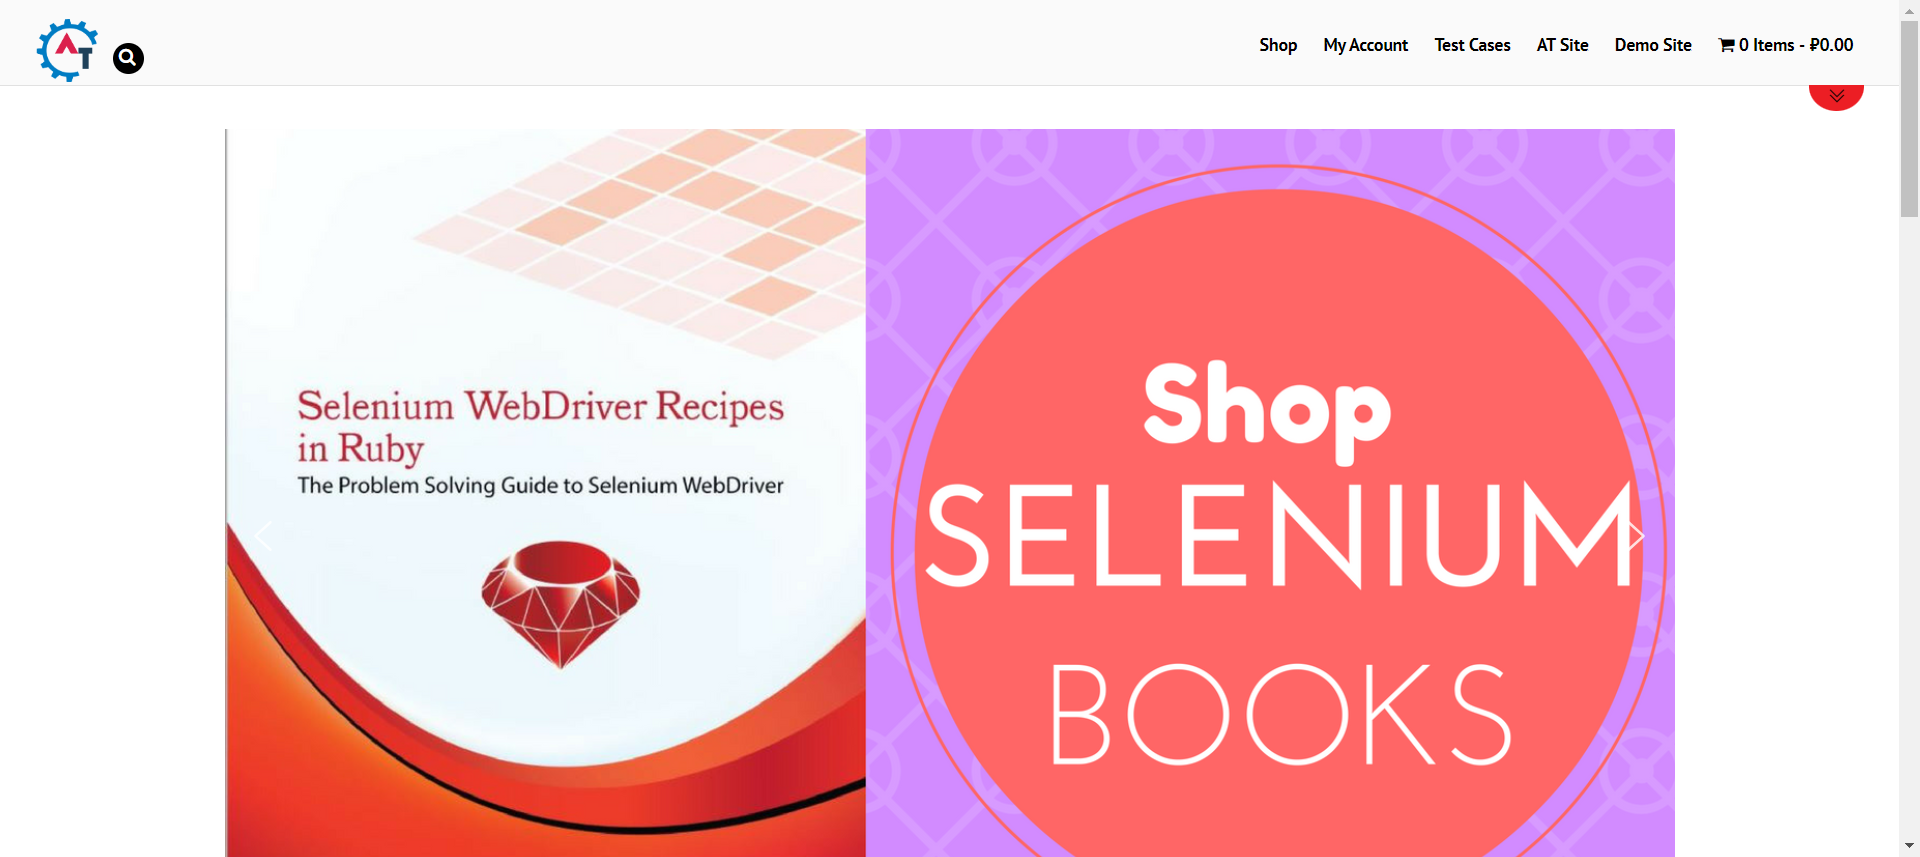 AT
Shop
My Account
Test Cases
AT Site
Demo Site
0 Items - ₽0.00
Selenium WebDriver Recipes
in Ruby
The Problem Solving Guide to Selenium WebDriver
Shop
SELENIUM
BOOKS